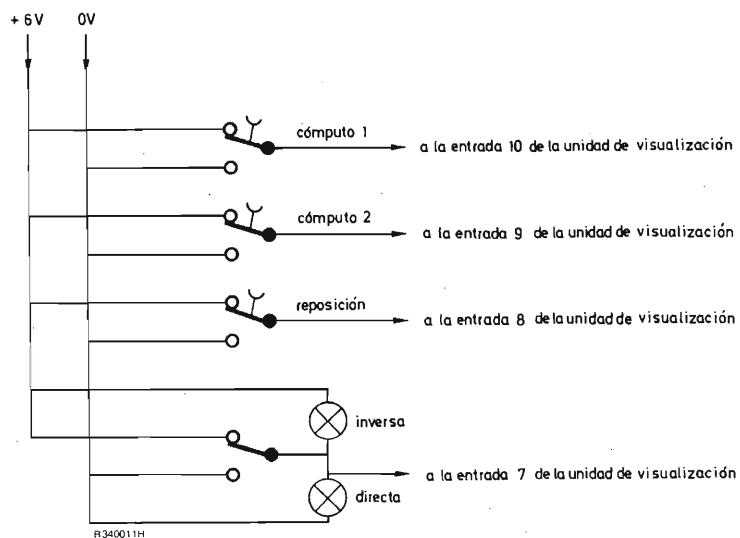 + 6V
0V
cómputo 1
a la entrada 10 de la unidad de visualización
cómputo 2
a la entrada 9 de la unidad de visualización
reposición
a la entrada 8 de la unidad de visualización
inversa
a la entrada 7 de la unidad de visualización
directa
R340011H